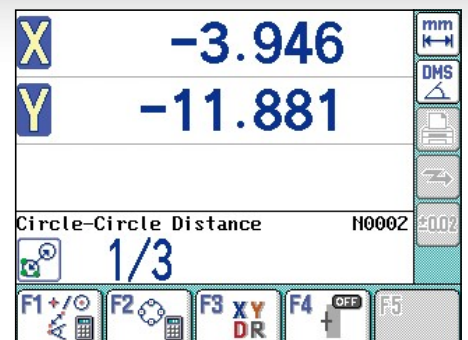 X -3.946 mm
DMS
Y -11.881
Circle-Circle Distance N0002 ±0.02
1/3
F1 +/ F2 F3 XY F4 OFF F5
DR